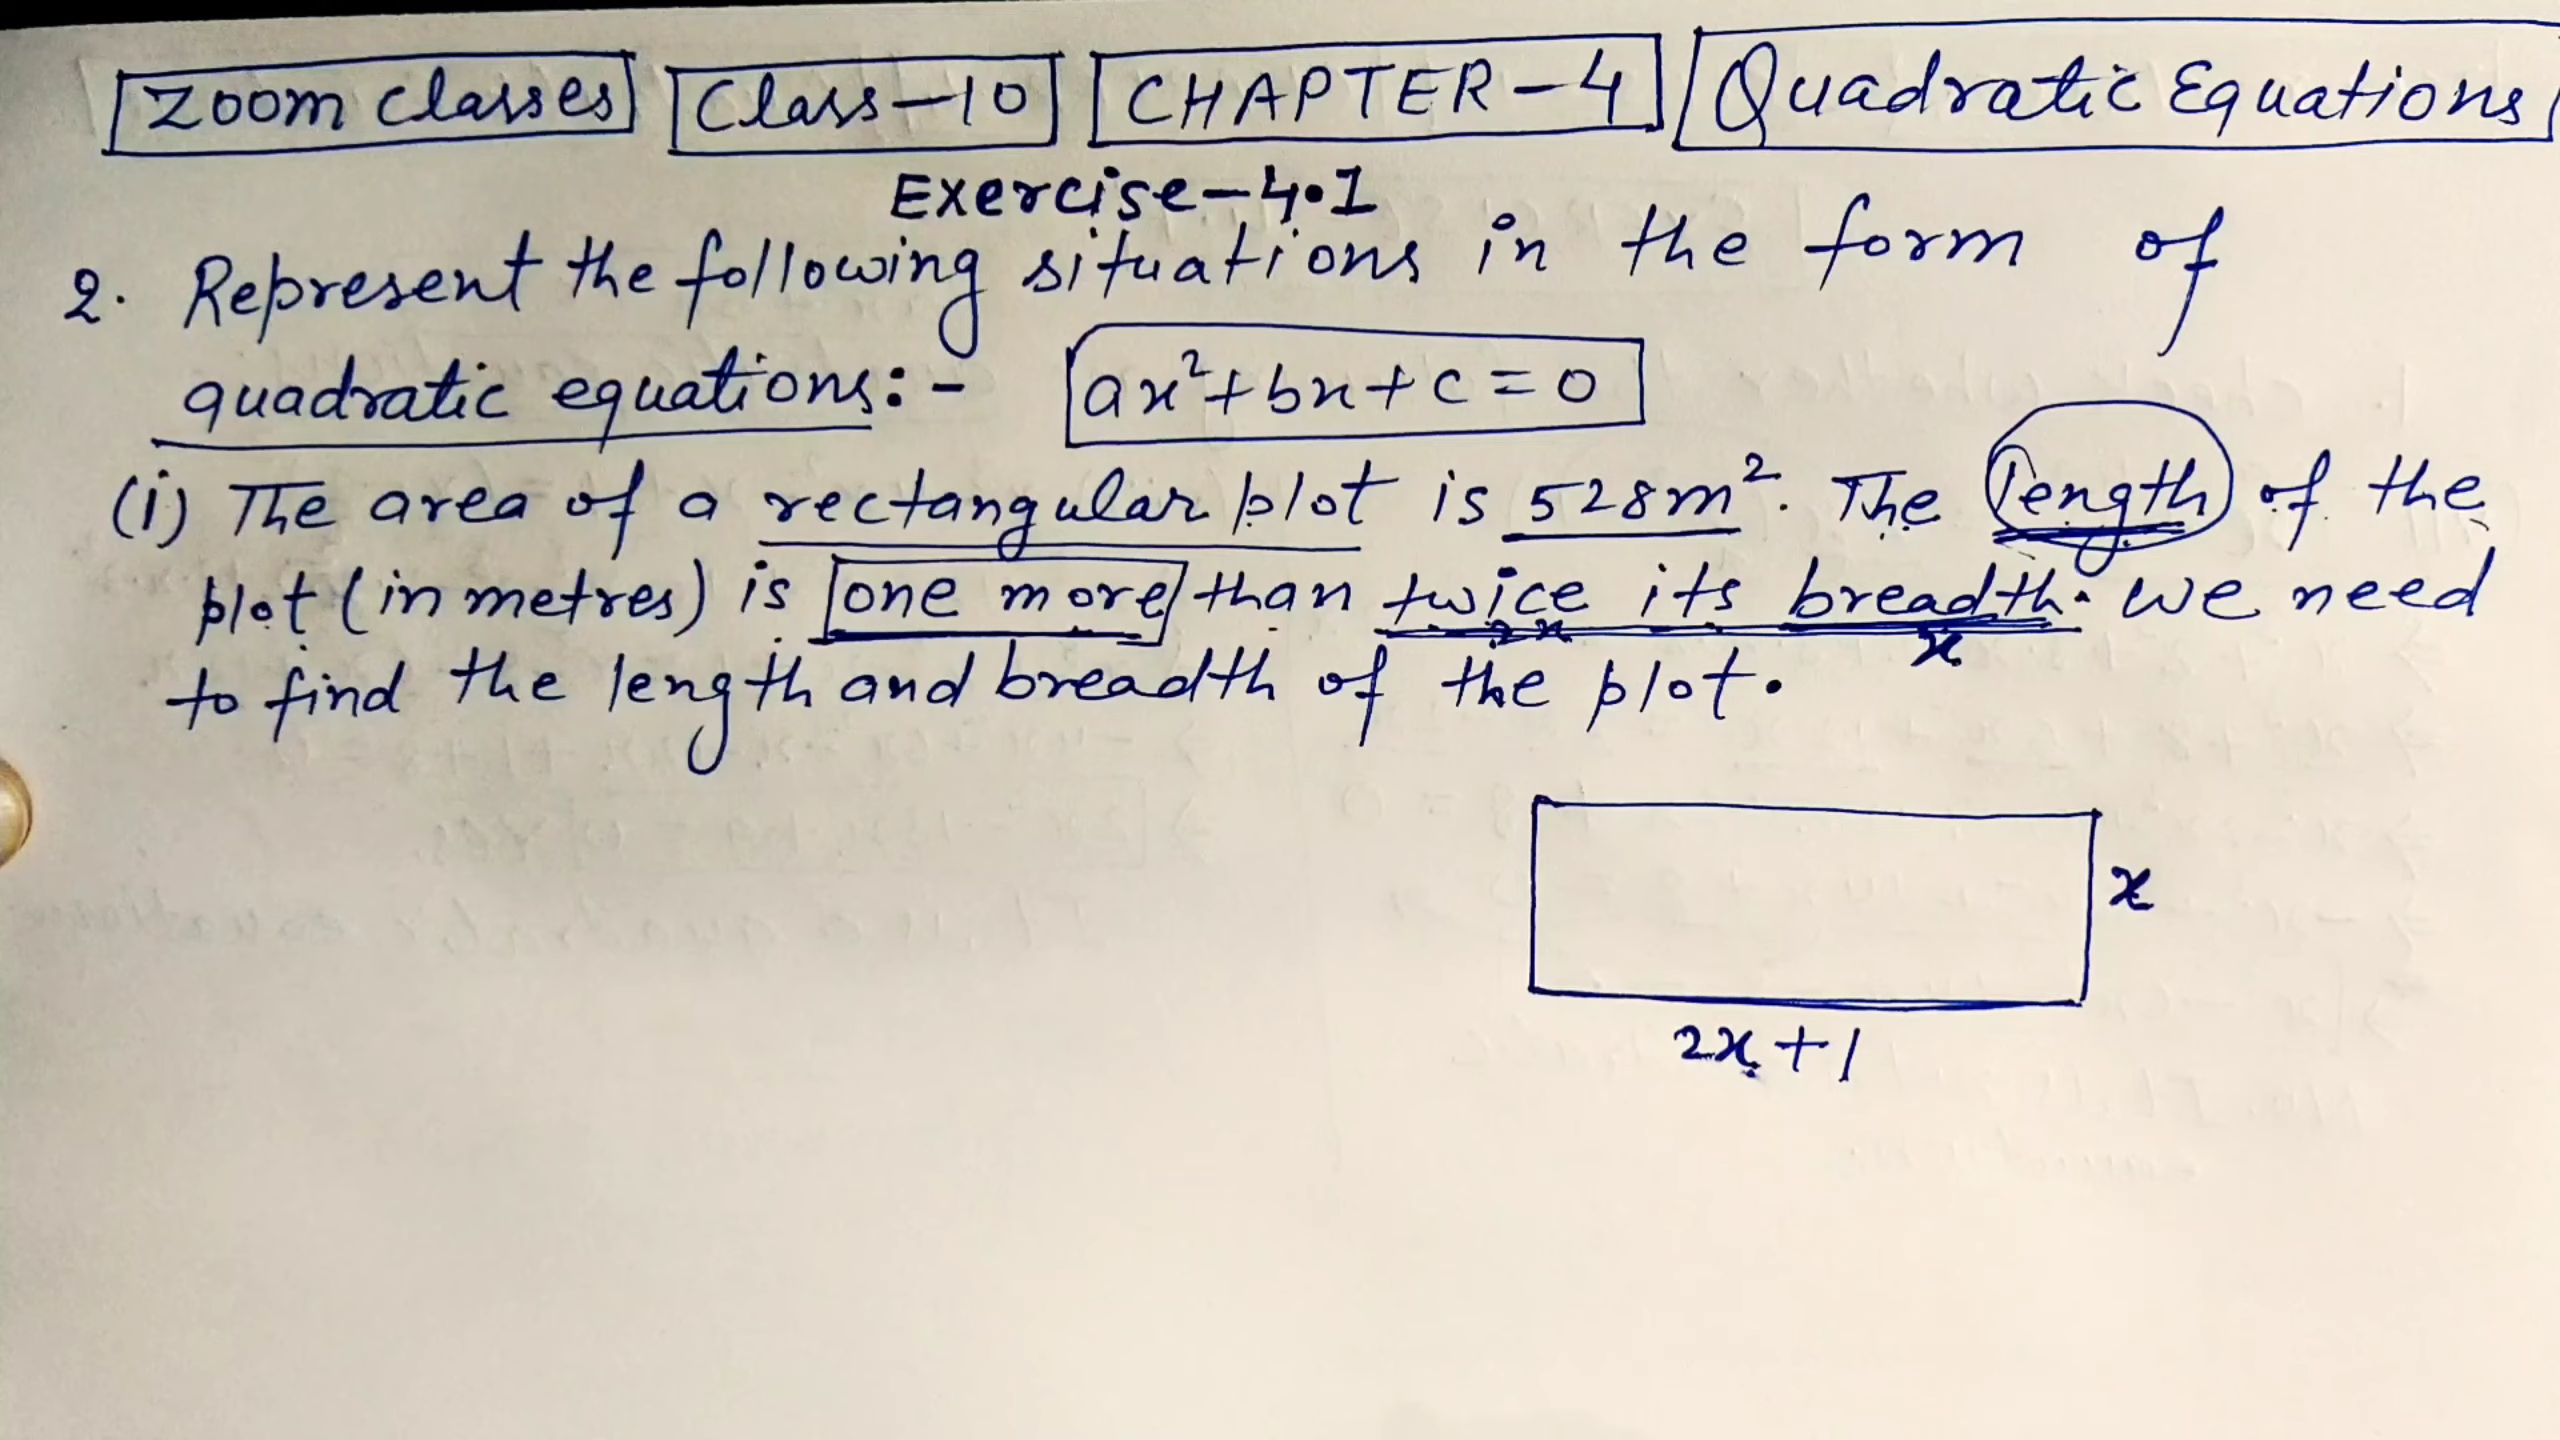 Zoom classes Class-10 CHAPTER-4 Quadratic Equations
Exercise-4.1
2. Represent the following situations in the form of
quadratic equations:- ax²+bx+c=0
(i) The area of a rectangular plot is 528m². The length of the
plot (in metres) is one more than twice its breadth. We need
2x x
to find the length and breadth of the plot.
x
2x+1